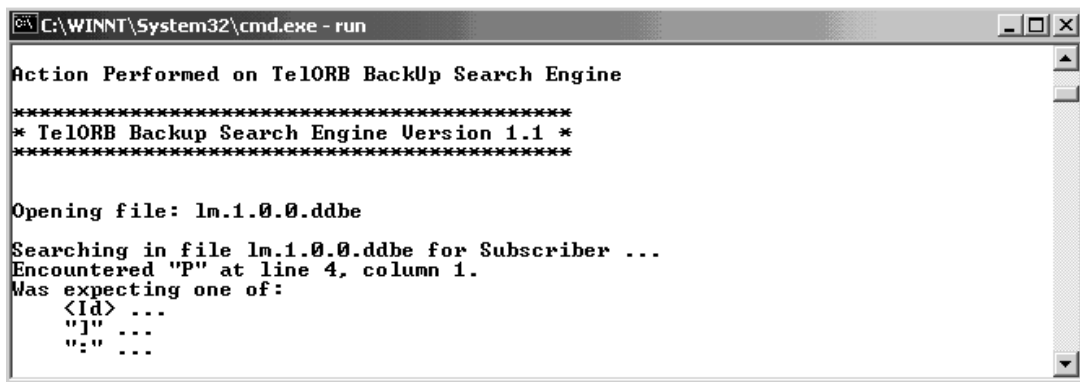 C:\WINNT\System32\cmd.exe - run
Action Performed on TelORB BackUp Search Engine
*******************************************
* TelORB Backup Search Engine Version 1.1 *
*******************************************
Opening file: lm.1.0.0.ddbe
Searching in file lm.1.0.0.ddbe for Subscriber ...
Encountered "P" at line 4, column 1.
Was expecting one of:
<Id> ...
"]" ...
":" ...